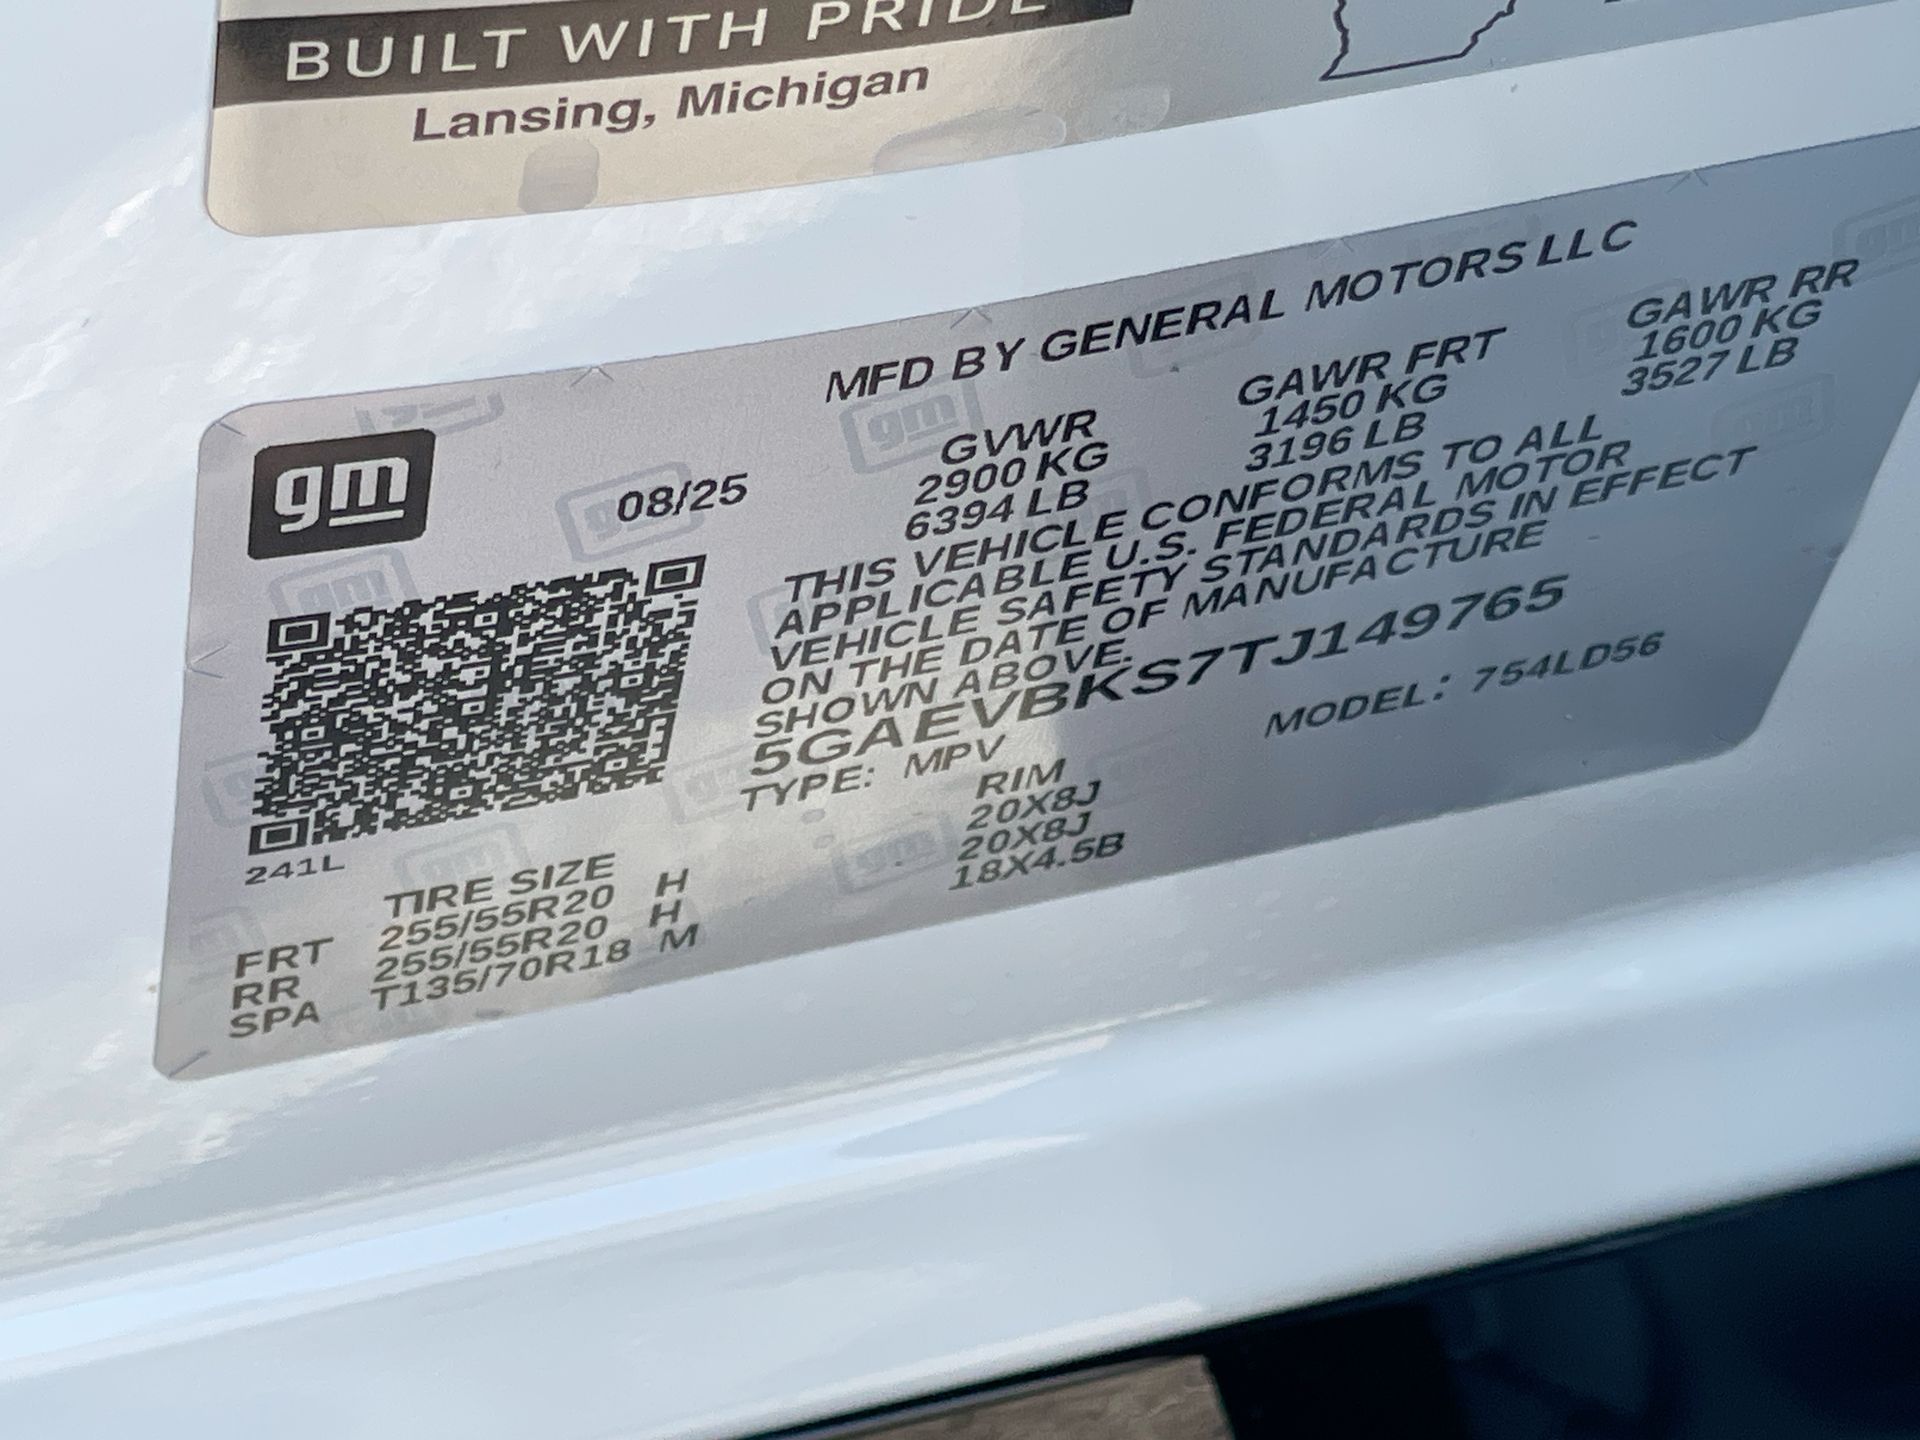 BUILT WITH PRIDE
Lansing, Michigan
MFD BY GENERAL MOTORS LLC
gm
08/25
GVWR GAWR FRT GAWR RR
2900 KG 1450 KG 1600 KG
6394 LB 3196 LB 3527 LB
THIS VEHICLE CONFORMS TO ALL
APPLICABLE U.S. FEDERAL MOTOR
VEHICLE SAFETY STANDARDS IN EFFECT
ON THE DATE OF MANUFACTURE
SHOWN ABOVE.
5GAEVBKS7TJ149765
TYPE: MPV MODEL: 754LD56
241L
TIRE SIZE RIM
FRT 255/55R20 H 20X8J
RR 255/55R20 H 20X8J
SPA T135/70R18 M 18X4.5B